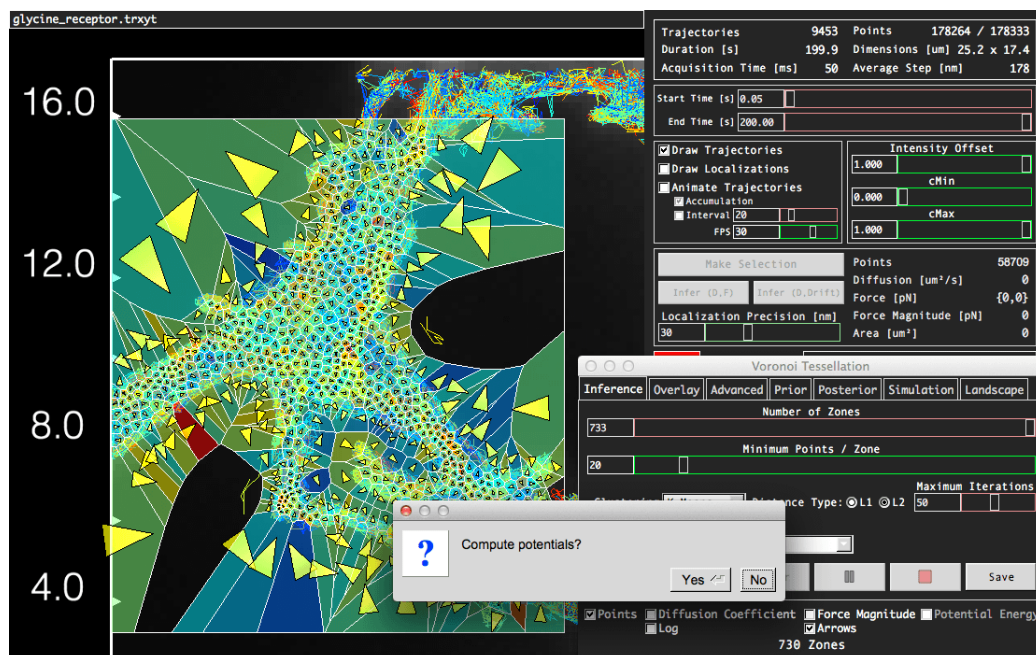 glycine_receptor.trxyt
16.0
12.0
8.0
4.0
Trajectories 9453 Points 178264 / 178333
Duration [s] 199.9 Dimensions [um] 25.2 x 17.4
Acquisition Time [ms] 50 Average Step [nm] 178
Start Time [s] 0.05
End Time [s] 200.00
Draw Trajectories
Draw Localizations
Animate Trajectories
Accumulation
Interval 20
FPS 30
Intensity Offset
1.000
cMin
0.000
cMax
1.000
Make Selection
Infer (D,F) Infer (D,Drift)
Localization Precision [nm]
30
Points 58709
Diffusion [um²/s] 0
Force [pN] {0,0}
Force Magnitude [pN] 0
Area [um²] 0
Voronoi Tessellation
Inference Overlay Advanced Prior Posterior Simulation Landscape
Number of Zones
733
Minimum Points / Zone
20
Maximum Iterations
Distance Type: L1 L2 50
Compute potentials?
Yes No
Save
Points Diffusion Coefficient Force Magnitude Potential Energy
Log Arrows
730 Zones